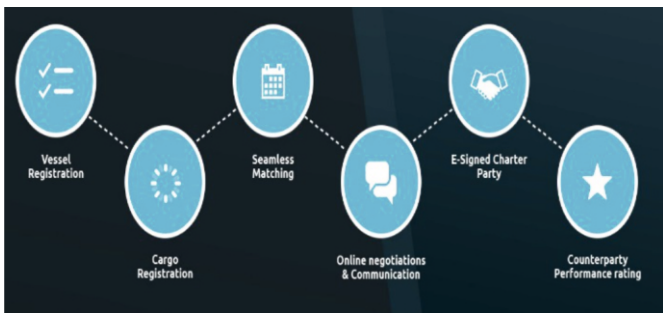 Vessel
Registration
Cargo
Registration
Seamless
Matching
Online negotiations
& Communication
E-Signed Charter
Party
Counterparty
Performance rating